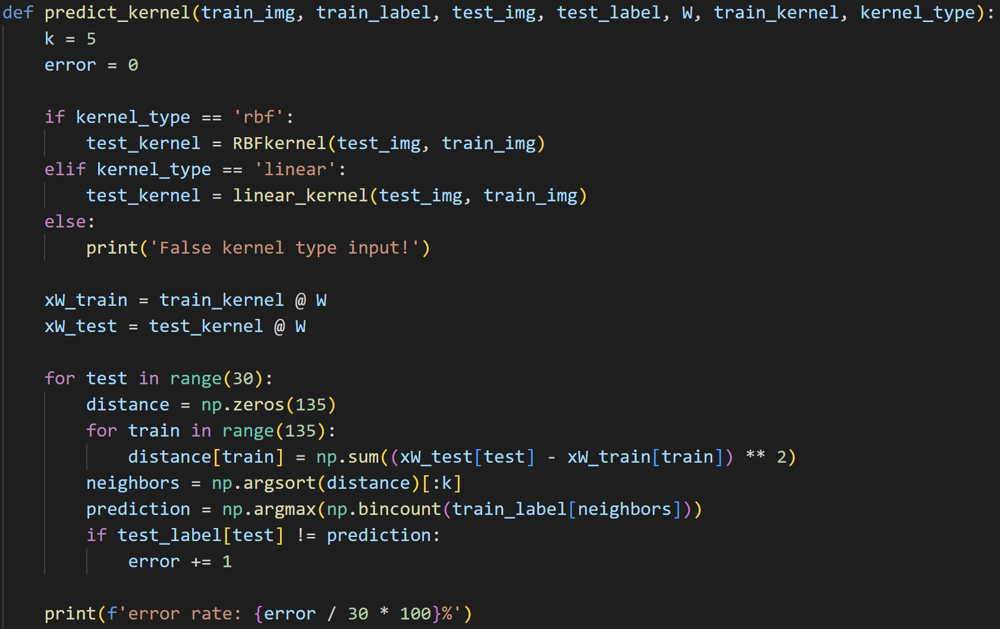 def predict_kernel(train_img, train_label, test_img, test_label, W, train_kernel, kernel_type):
    k = 5
    error = 0

    if kernel_type == 'rbf':
        test_kernel = RBFkernel(test_img, train_img)
    elif kernel_type == 'linear':
        test_kernel = linear_kernel(test_img, train_img)
    else:
        print('False kernel type input!')

    xW_train = train_kernel @ W
    xW_test = test_kernel @ W

    for test in range(30):
        distance = np.zeros(135)
        for train in range(135):
            distance[train] = np.sum((xW_test[test] - xW_train[train]) ** 2)
        neighbors = np.argsort(distance)[:k]
        prediction = np.argmax(np.bincount(train_label[neighbors]))
        if test_label[test] != prediction:
            error += 1

    print(f'error rate: {error / 30 * 100}%')